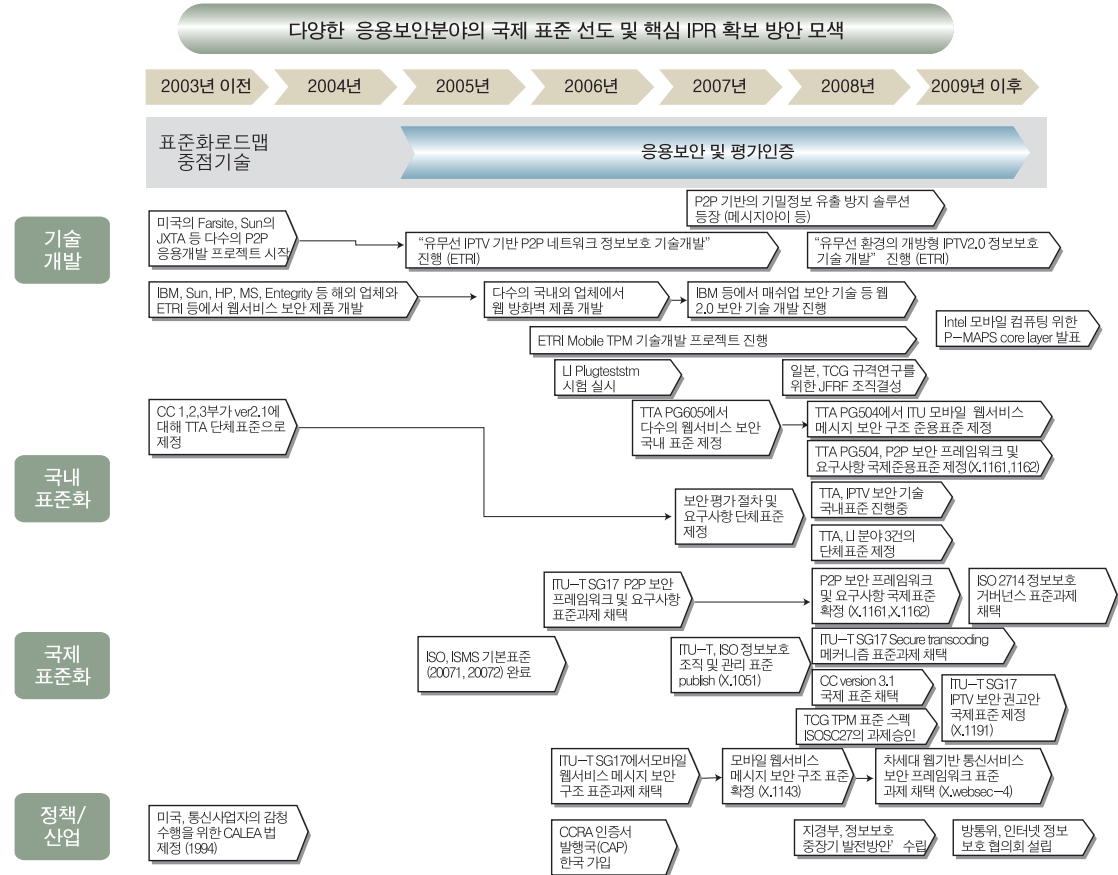 다양한 응용보안분야의 국제 표준 선도 및 핵심 IPR 확보 방안 모색
2003년 이전
2004년
2005년
2006년
2007년
2008년
2009년 이후
표준화로드맵
중점기술
응용보안 및 평가인증
기술
개발
미국의 Farsite, Sun의
JXTA 등 다수의 P2P
응용개발 프로젝트 시작
"유무선 IPTV 기반 P2P 네트워크 정보보호 기술개발"
진행 (ETRI)
P2P 기반의 기밀정보 유출 방지 솔루션
등장 (메시지아이 등)
"유무선 환경의 개방형 IPTV2.0 정보보호
기술 개발" 진행 (ETRI)
IBM, Sun, HP, MS, Entegrity 등 해외 업체와
ETRI 등에서 웹서비스 보안 제품 개발
다수의 국내외 업체에서
웹 방화벽 제품 개발
IBM 등에서 매쉬업 보안 기술 등 웹
2.0 보안 기술 개발 진행
Intel 모바일 컴퓨팅 위한
P-MAPS core layer 발표
ETRI Mobile TPM 기술개발 프로젝트 진행
LI Plugteststm
시험 실시
일본, TCG 규격연구를
위한 JFRF 조직결성
국내
표준화
CC 1,2,3부가 ver2.1에
대해 TTA 단체표준으로
제정
TTA PG605에서
다수의 웹서비스 보안
국내 표준 제정
TTA PG504에서 ITU 모바일 웹서비스
메시지 보안 구조 준용표준 제정
TTA PG504, P2P 보안 프레임워크 및
요구사항 국제준용표준 제정(X.1161,1162)
보안 평가 절차 및
요구사항 단체표준
제정
TTA, IPTV 보안 기술
국내표준 진행중
TTA, LI 분야 3건의
단체표준 제정
국제
표준화
ITU-T SG17 P2P 보안
프레임워크 및 요구사항
표준과제 채택
P2P 보안 프레임워크
및 요구사항 국제표준
확정 (X.1161,X.1162)
ISO 2714 정보보호
거버넌스 표준과제
채택
ISO, ISMS 기본표준
(20071, 20072) 완료
ITU-T, ISO 정보보호
조직 및 관리 표준
publish (X.1051)
ITU-T SG17 Secure transcoding
메커니즘 표준과제 채택
CC version 3.1
국제 표준 채택
ITU-T SG17
IPTV 보안 권고안
국제표준 제정
(X.1191)
TCG TPM 표준 스펙
ISOSC27의 과제승인
ITU-T SG17에서모바일
웹서비스 메시지 보안
구조 표준과제 채택
모바일 웹서비스
메시지 보안 구조 표준
확정 (X.1143)
차세대 웹기반 통신서비스
보안 프레임워크 표준
과제 채택 (X.websec-4)
정책/
산업
미국, 통신사업자의 감청
수행을 위한 CALEA 법
제정 (1994)
CCRA 인증서
발행국(CAP)
한국 가입
지경부, 정보보호
중장기 발전방안' 수립
방통위, 인터넷 정보
보호 협의회 설립